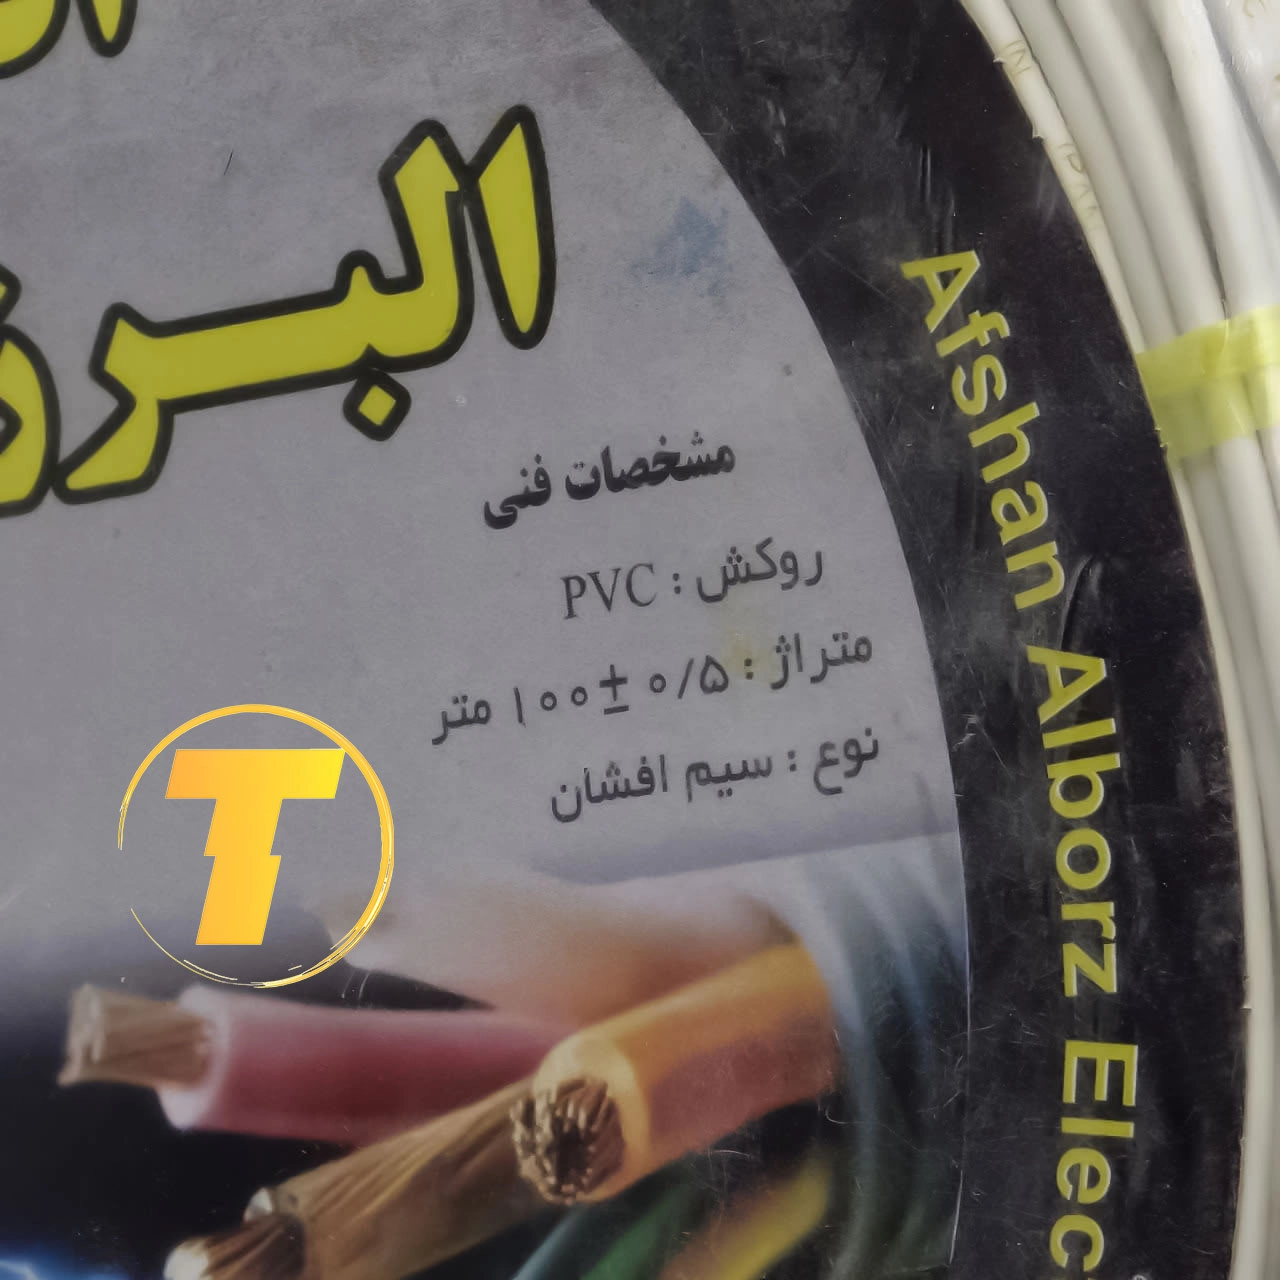 البرز
مشخصات فنی
روکش : PVC
متراژ : ۰/۵ ± ۱۰۰ متر
نوع : سیم افشان
Afshan Alborz Elec
T